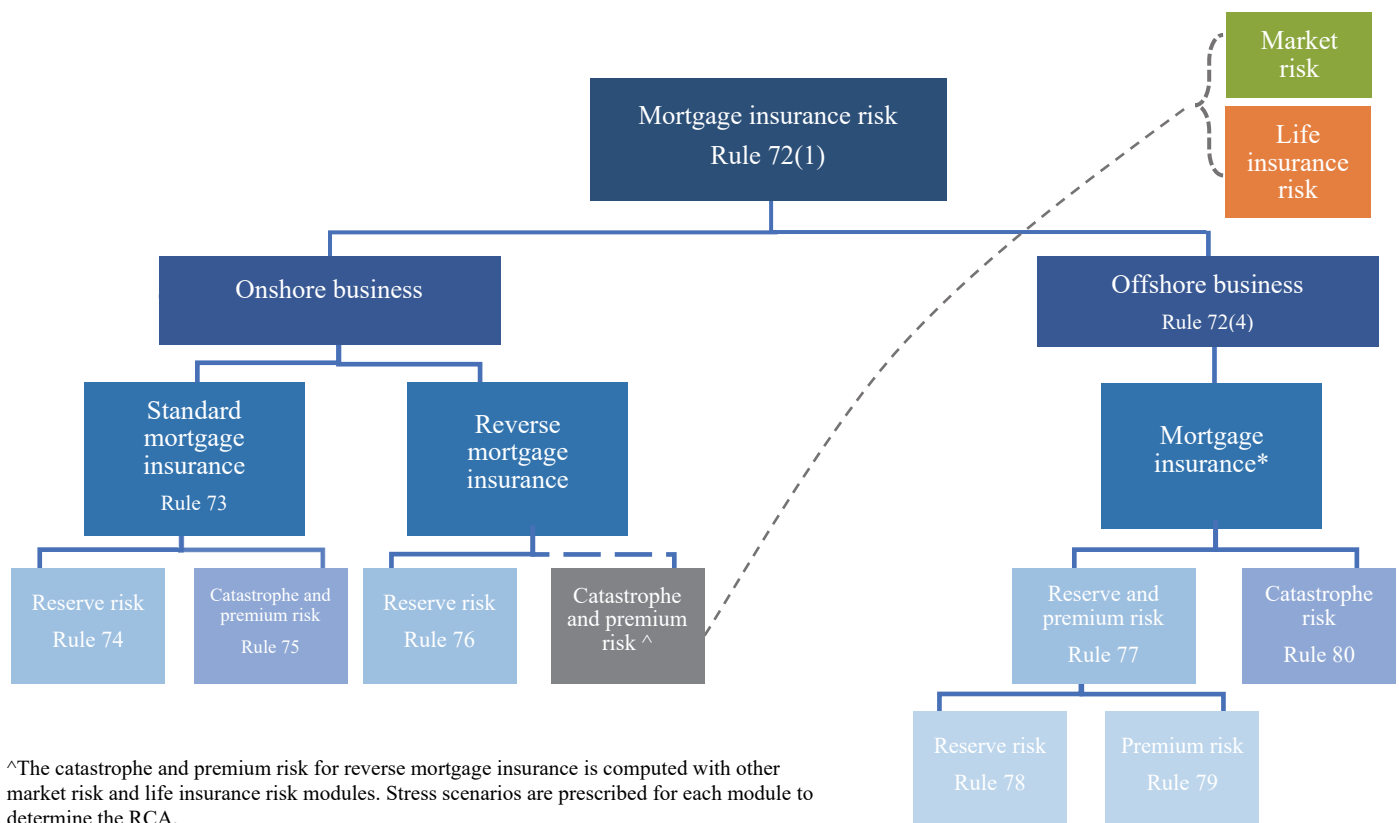 Market
risk
Mortgage insurance risk
Rule 72(1)
Life
insurance
risk
Onshore business
Offshore business
Rule 72(4)
Standard
mortgage
insurance
Rule 73
Reverse
mortgage
insurance
Mortgage
insurance*
Reserve risk
Rule 74
Catastrophe and
premium risk
Rule 75
Reserve risk
Rule 76
Catastrophe
and premium
risk ^
Reserve and
premium risk
Rule 77
Catastrophe
risk
Rule 80
Reserve risk
Rule 78
Premium risk
Rule 79
^The catastrophe and premium risk for reverse mortgage insurance is computed with other
market risk and life insurance risk modules. Stress scenarios are prescribed for each module to
determine the RCA.